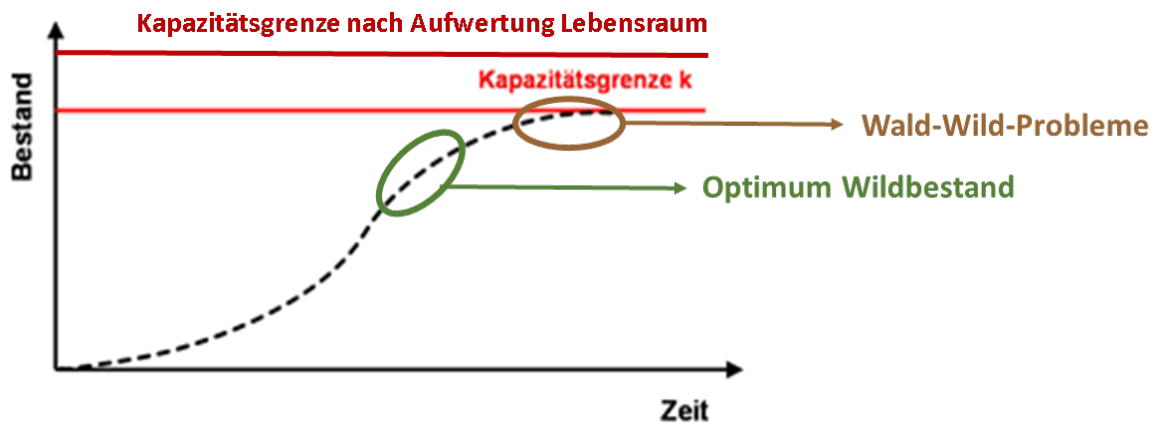 Kapazitätsgrenze nach Aufwertung Lebensraum
Kapazitätsgrenze k
Bestand
Wald-Wild-Probleme
Optimum Wildbestand
Zeit